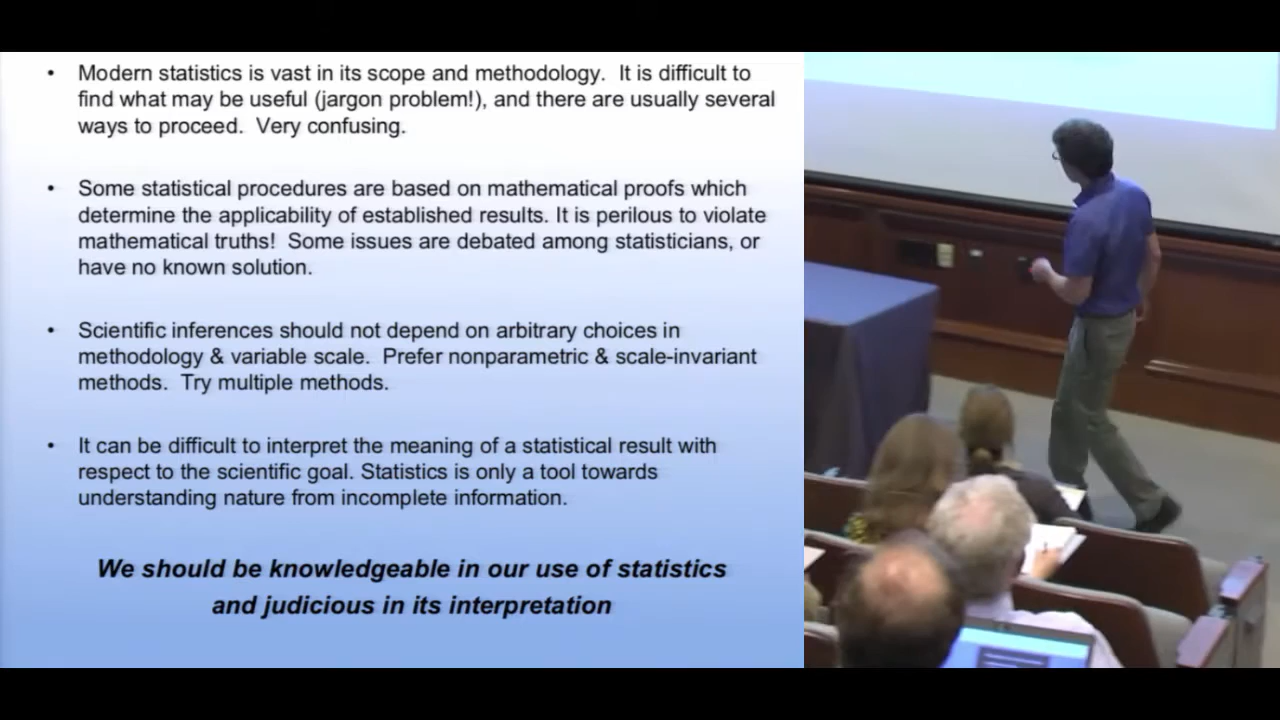 • Modern statistics is vast in its scope and methodology.  It is difficult to
find what may be useful (jargon problem!), and there are usually several
ways to proceed.  Very confusing.
• Some statistical procedures are based on mathematical proofs which
determine the applicability of established results. It is perilous to violate
mathematical truths!  Some issues are debated among statisticians, or
have no known solution.
• Scientific inferences should not depend on arbitrary choices in
methodology & variable scale.  Prefer nonparametric & scale-invariant
methods.  Try multiple methods.
• It can be difficult to interpret the meaning of a statistical result with
respect to the scientific goal. Statistics is only a tool towards
understanding nature from incomplete information.
We should be knowledgeable in our use of statistics
and judicious in its interpretation